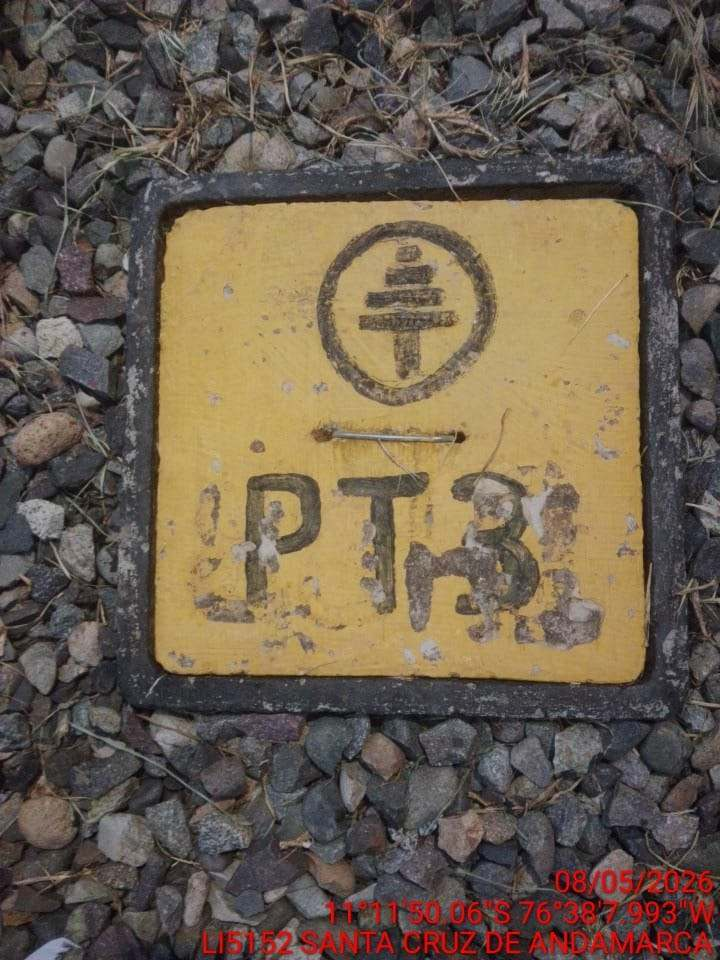 PT3
08/05/2026
11°11'50.06"S 76°38'7.993"W
LI5152 SANTA CRUZ DE ANDAMARCA